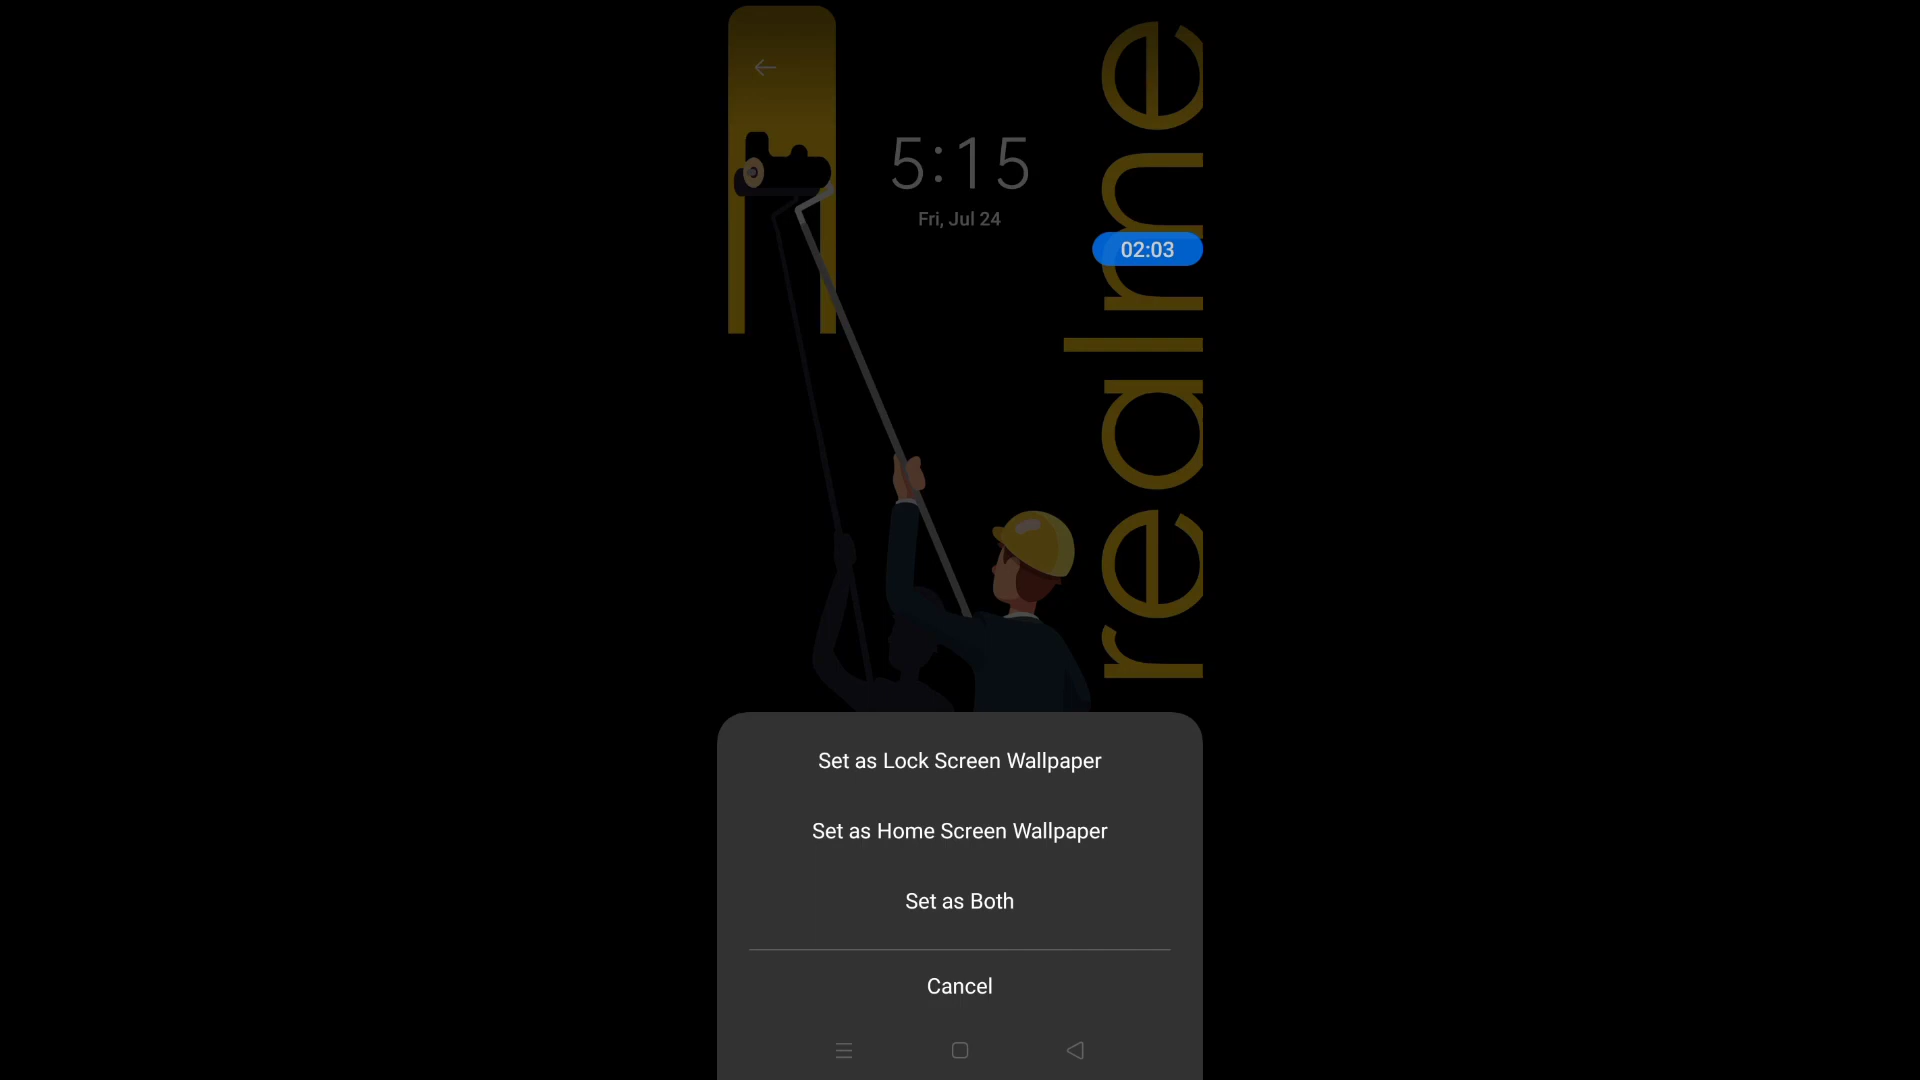 5:15
Fri, Jul 24
02:03
realme
Set as Lock Screen Wallpaper
Set as Home Screen Wallpaper
Set as Both
Cancel